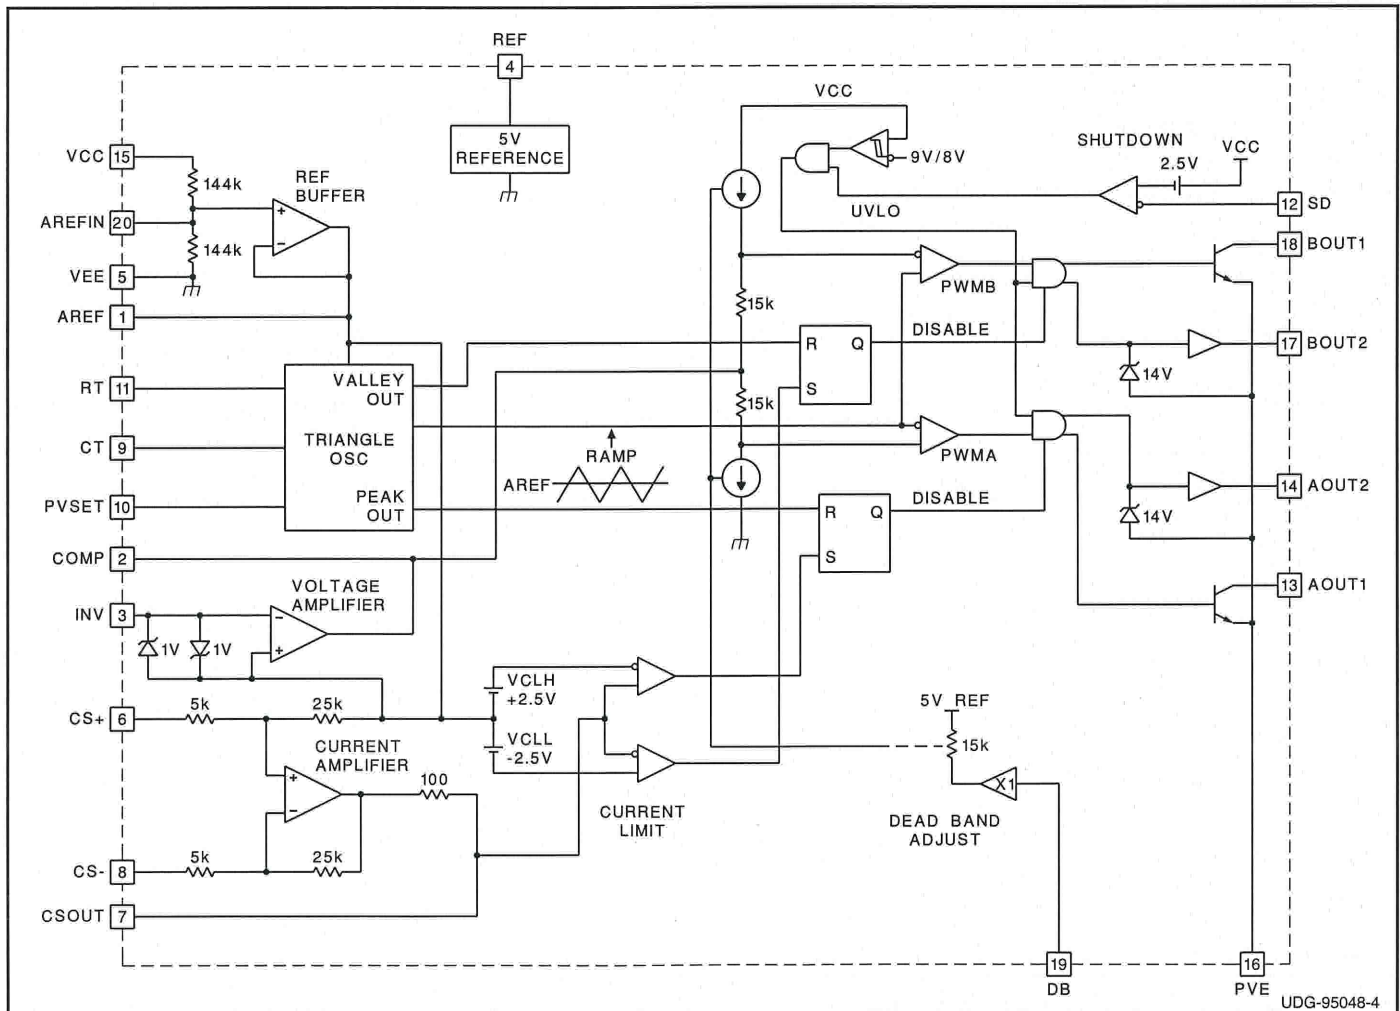 REF
4
VCC
VCC 15
5V
REFERENCE
9V/8V
SHUTDOWN
2.5V
VCC
144k
REF
BUFFER
+
-
AREFIN 20
144k
UVLO
12 SD
VEE 5
18 BOUT1
PWMB
AREF 1
15k
R Q
S
DISABLE
17 BOUT2
14V
VALLEY
OUT
RT 11
15k
TRIANGLE
OSC
CT 9
RAMP
AREF
PWMA
PEAK
OUT
PVSET 10
R Q
S
DISABLE
14 AOUT2
14V
COMP 2
VOLTAGE
AMPLIFIER
INV 3
-
+
1V
1V
13 AOUT1
VCLH
+2.5V
CS+ 6
5k
25k
5V REF
VCLL
-2.5V
15k
CURRENT
AMPLIFIER
+
-
100
X1
CURRENT
LIMIT
DEAD BAND
ADJUST
CS- 8
5k
25k
CSOUT 7
19
DB
16
PVE
UDG-95048-4